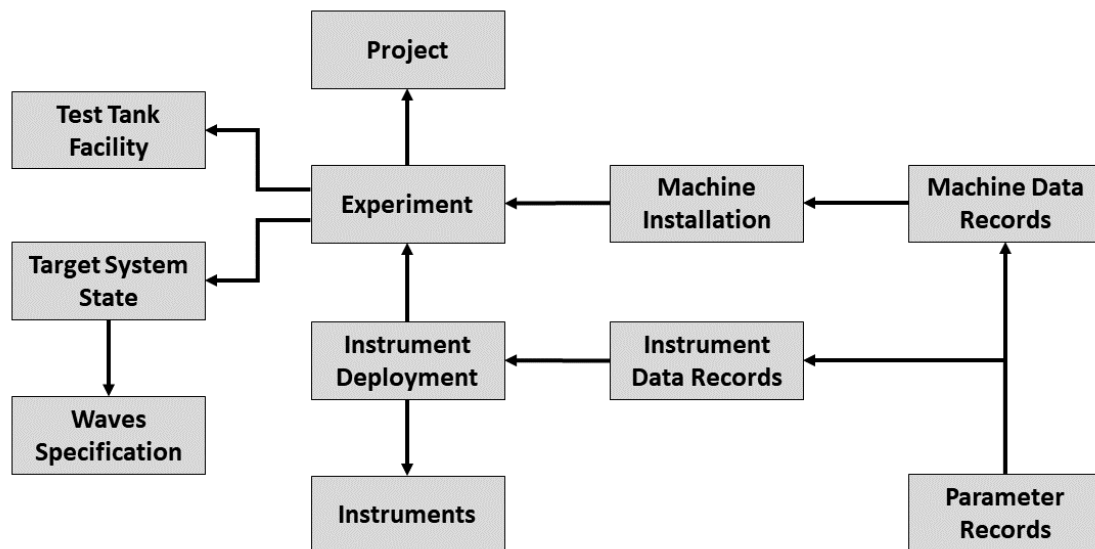 Project
Test Tank
Facility
Experiment
Machine
Installation
Machine Data
Records
Target System
State
Instrument
Deployment
Instrument
Data Records
Waves
Specification
Instruments
Parameter
Records